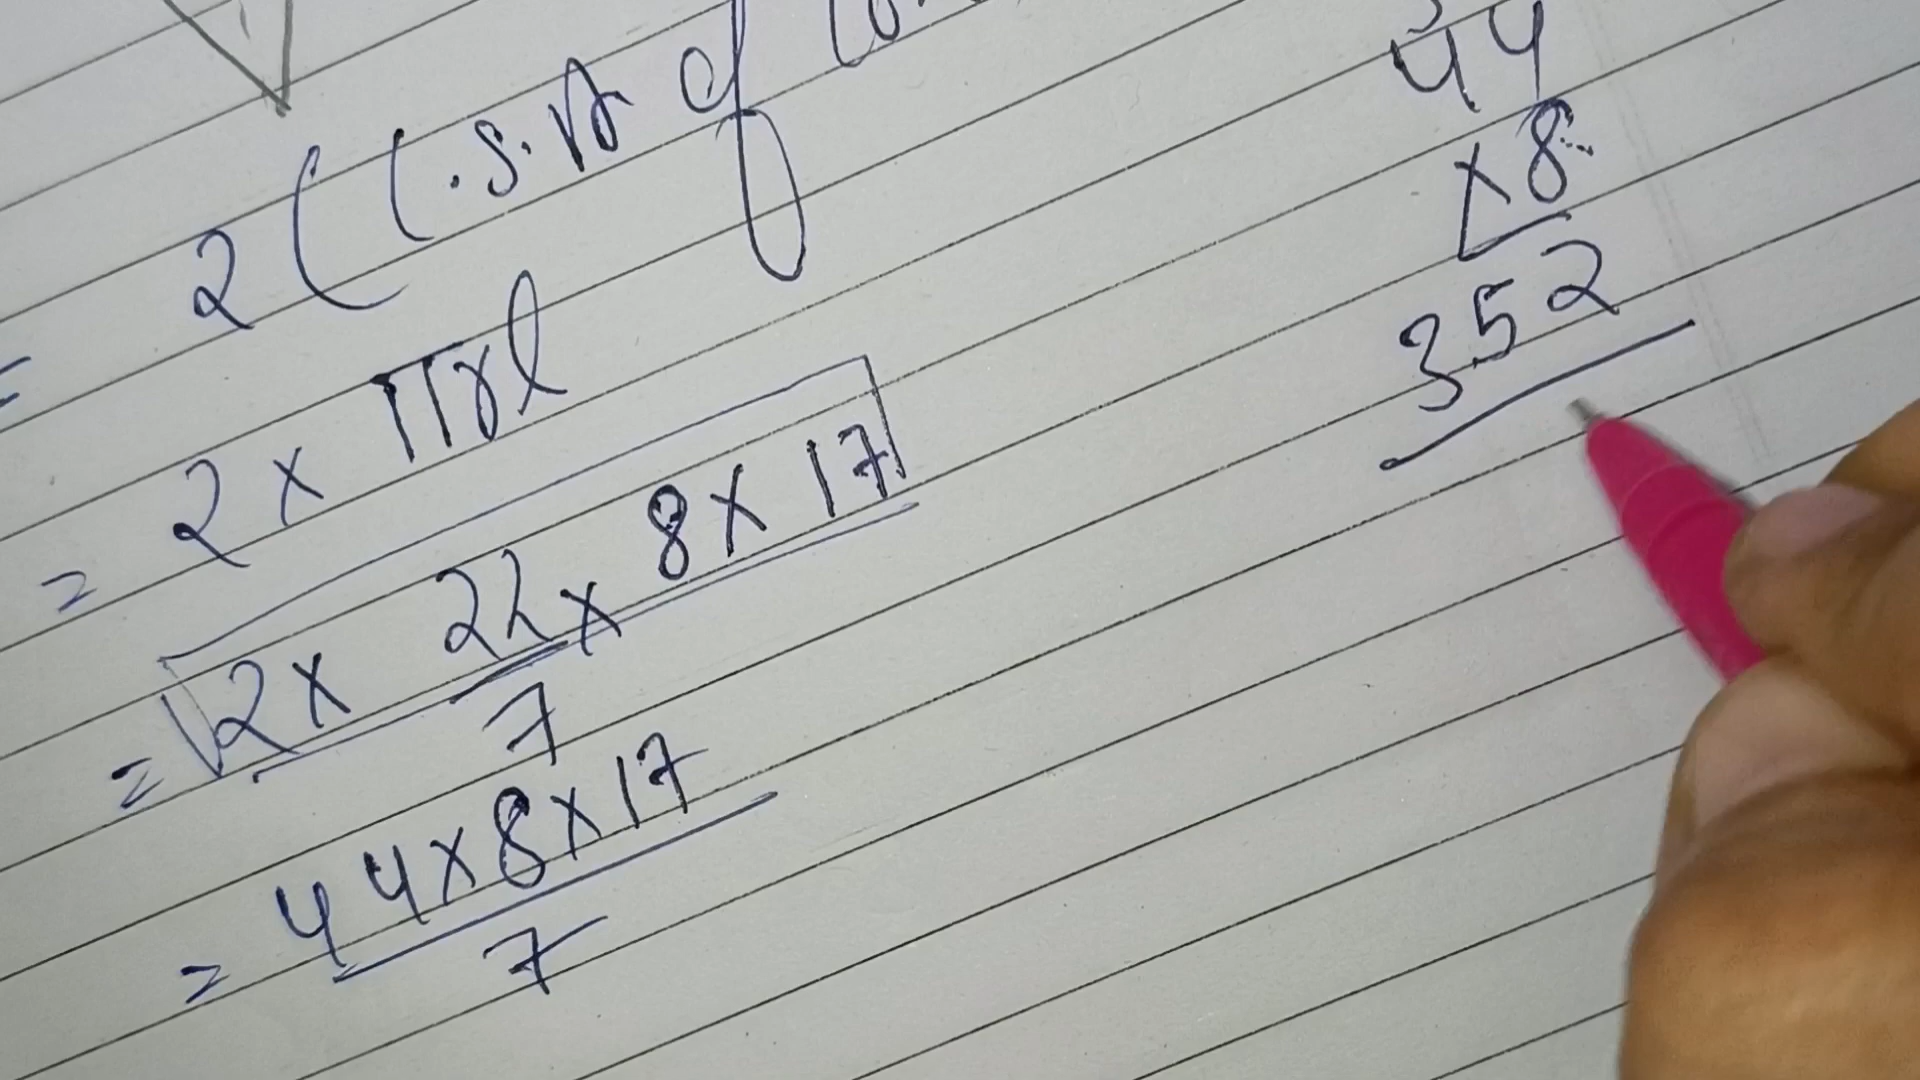 2 ( C.S.A of
= 2 × πrl
= 2 × 22/7 × 8 × 17
= 44×8×17/7
44
×8
352